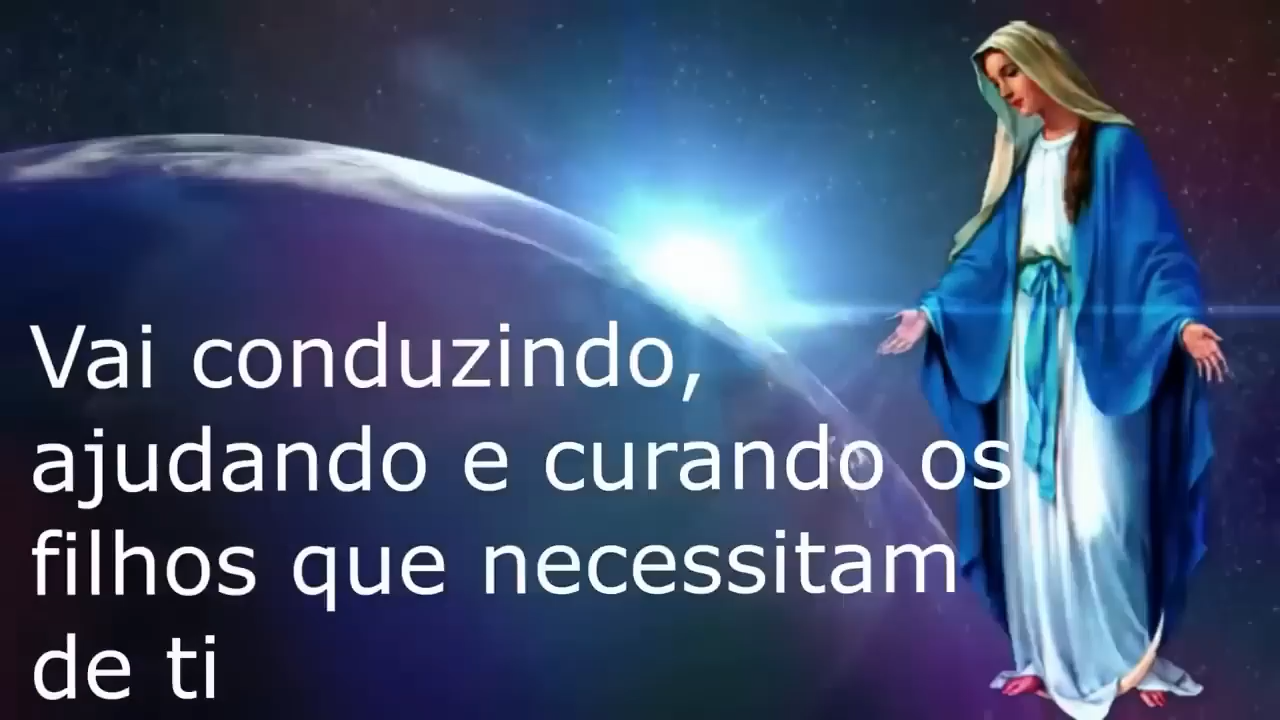 Vai conduzindo,
ajudando e curando os
filhos que necessitam
de ti